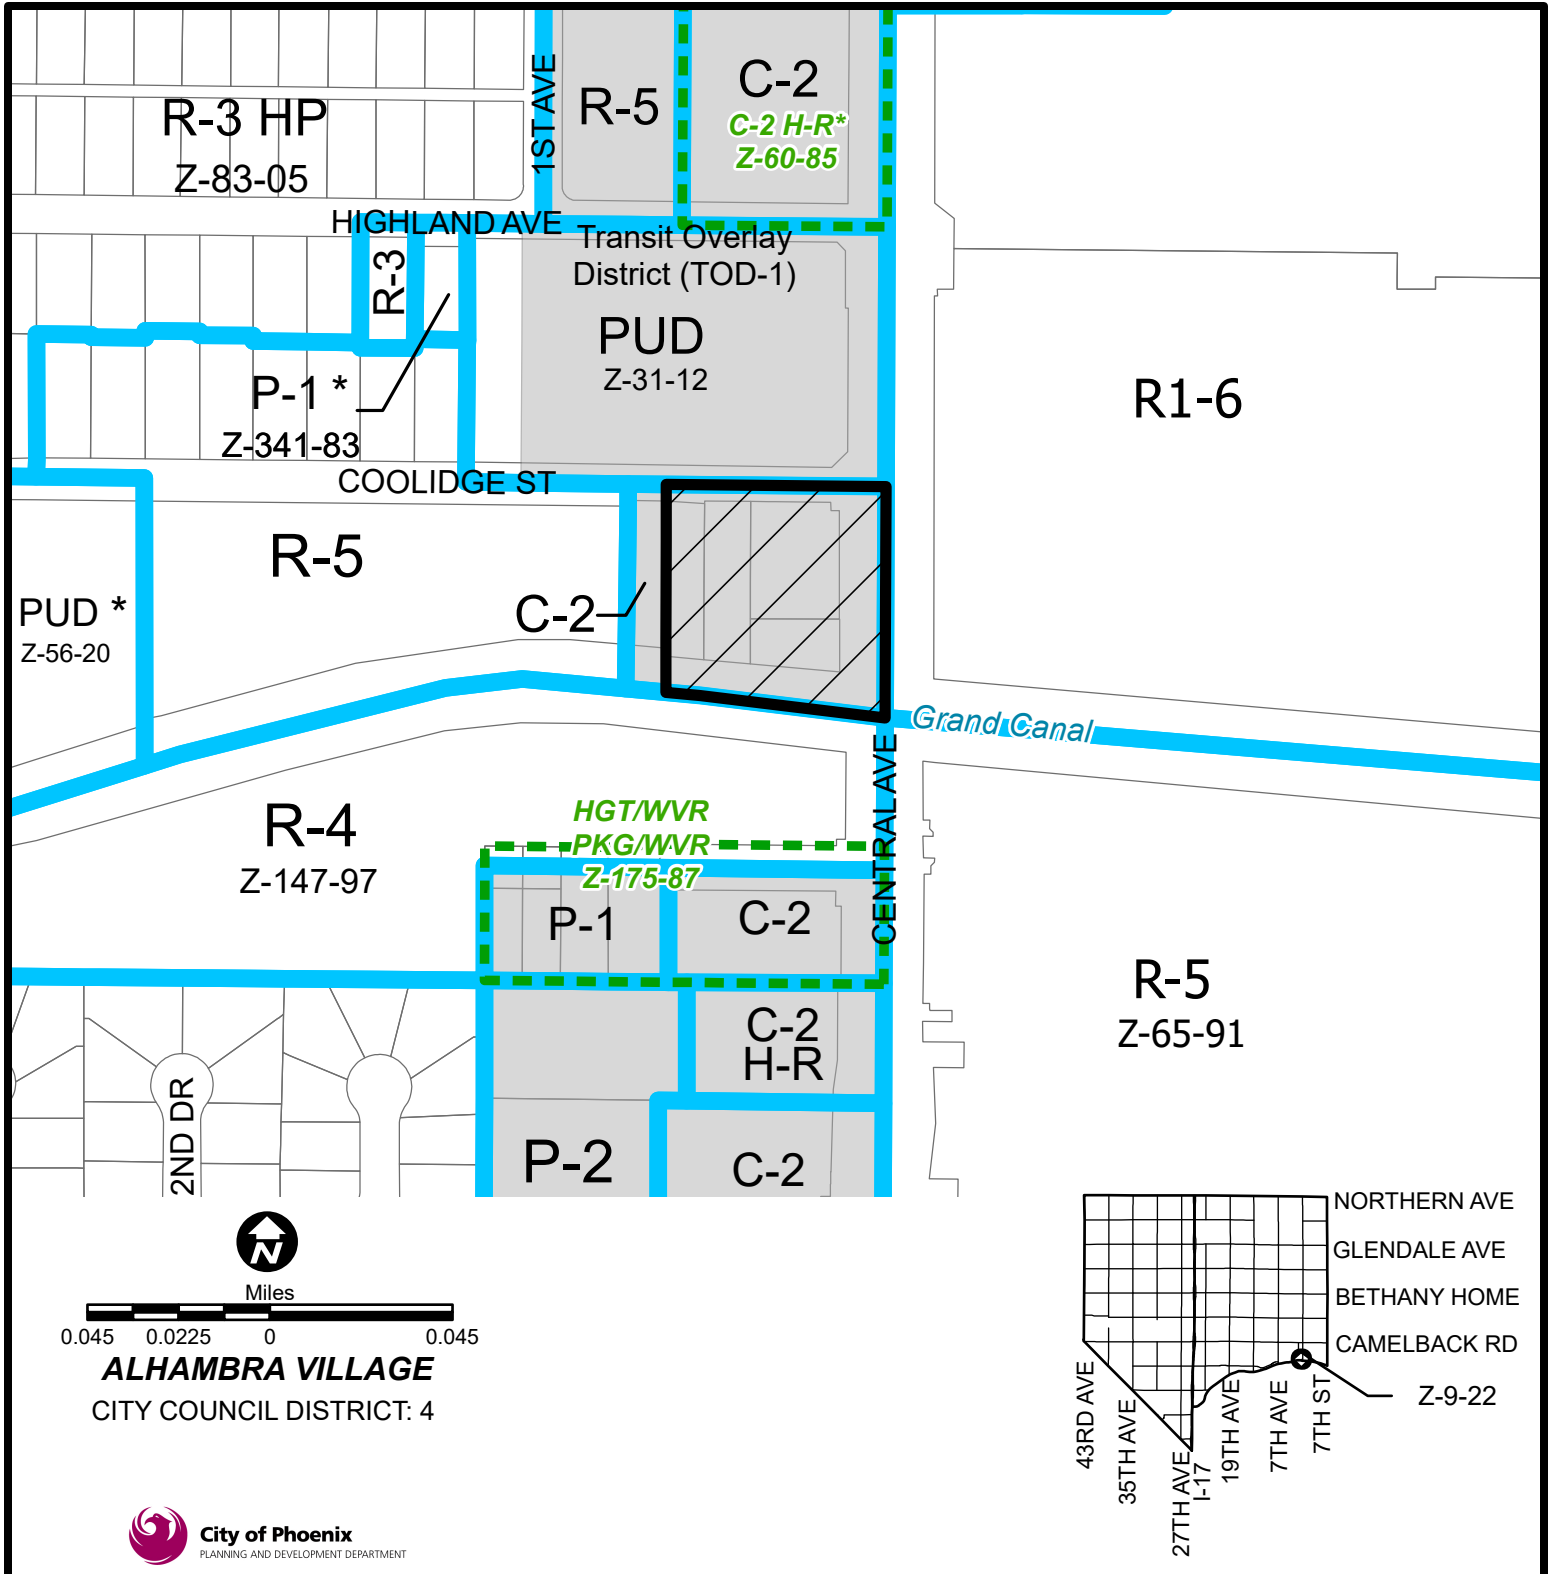 R-3 HP
Z-83-05
1ST AVE
R-5
C-2
C-2 H-R*
Z-60-85
HIGHLAND AVE
Transit Overlay
District (TOD-1)
R-3
PUD
Z-31-12
P-1 *
Z-341-83
R1-6
COOLIDGE ST
R-5
C-2
PUD *
Z-56-20
Grand Canal
CENTRAL AVE
R-4
Z-147-97
HGT/WVR
PKG/WVR
Z-175-87
P-1
C-2
C-2
H-R
R-5
Z-65-91
2ND DR
P-2
C-2
N
Miles
0.045 0.0225 0 0.045
ALHAMBRA VILLAGE
CITY COUNCIL DISTRICT: 4
NORTHERN AVE
GLENDALE AVE
BETHANY HOME
CAMELBACK RD
Z-9-22
43RD AVE
35TH AVE
27TH AVE
I-17
19TH AVE
7TH AVE
7TH ST
City of Phoenix
PLANNING AND DEVELOPMENT DEPARTMENT